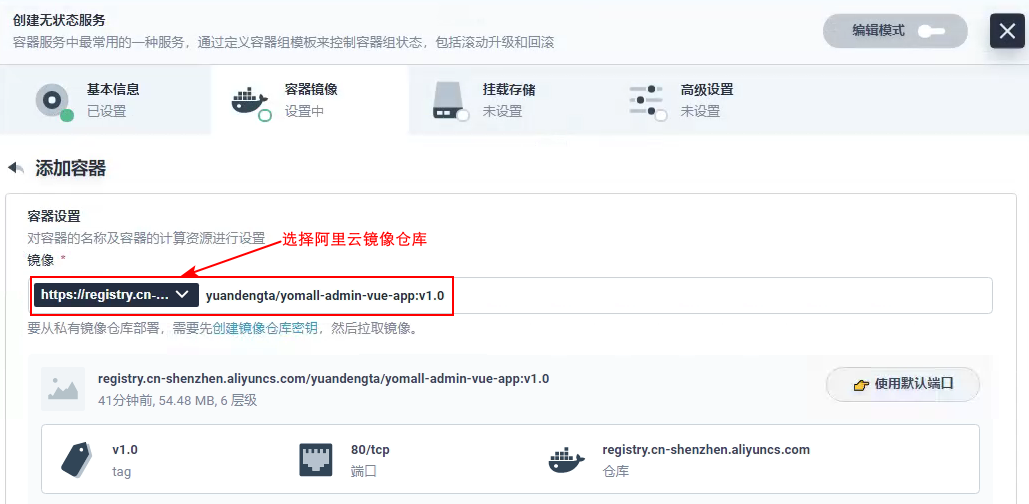 创建无状态服务
容器服务中最常用的一种服务，通过定义容器组模板来控制容器组状态，包括滚动升级和回滚
编辑模式
基本信息
已设置
容器镜像
设置中
挂载存储
未设置
高级设置
未设置
添加容器
容器设置
对容器的名称及容器的计算资源进行设置
选择阿里云镜像仓库
镜像 *
https://registry.cn-... yuandengta/yomall-admin-vue-app:v1.0
要从私有镜像仓库部署，需要先创建镜像仓库密钥，然后拉取镜像。
registry.cn-shenzhen.aliyuncs.com/yuandengta/yomall-admin-vue-app:v1.0
41分钟前, 54.48 MB, 6 层级
使用默认端口
v1.0
tag
80/tcp
端口
registry.cn-shenzhen.aliyuncs.com
仓库